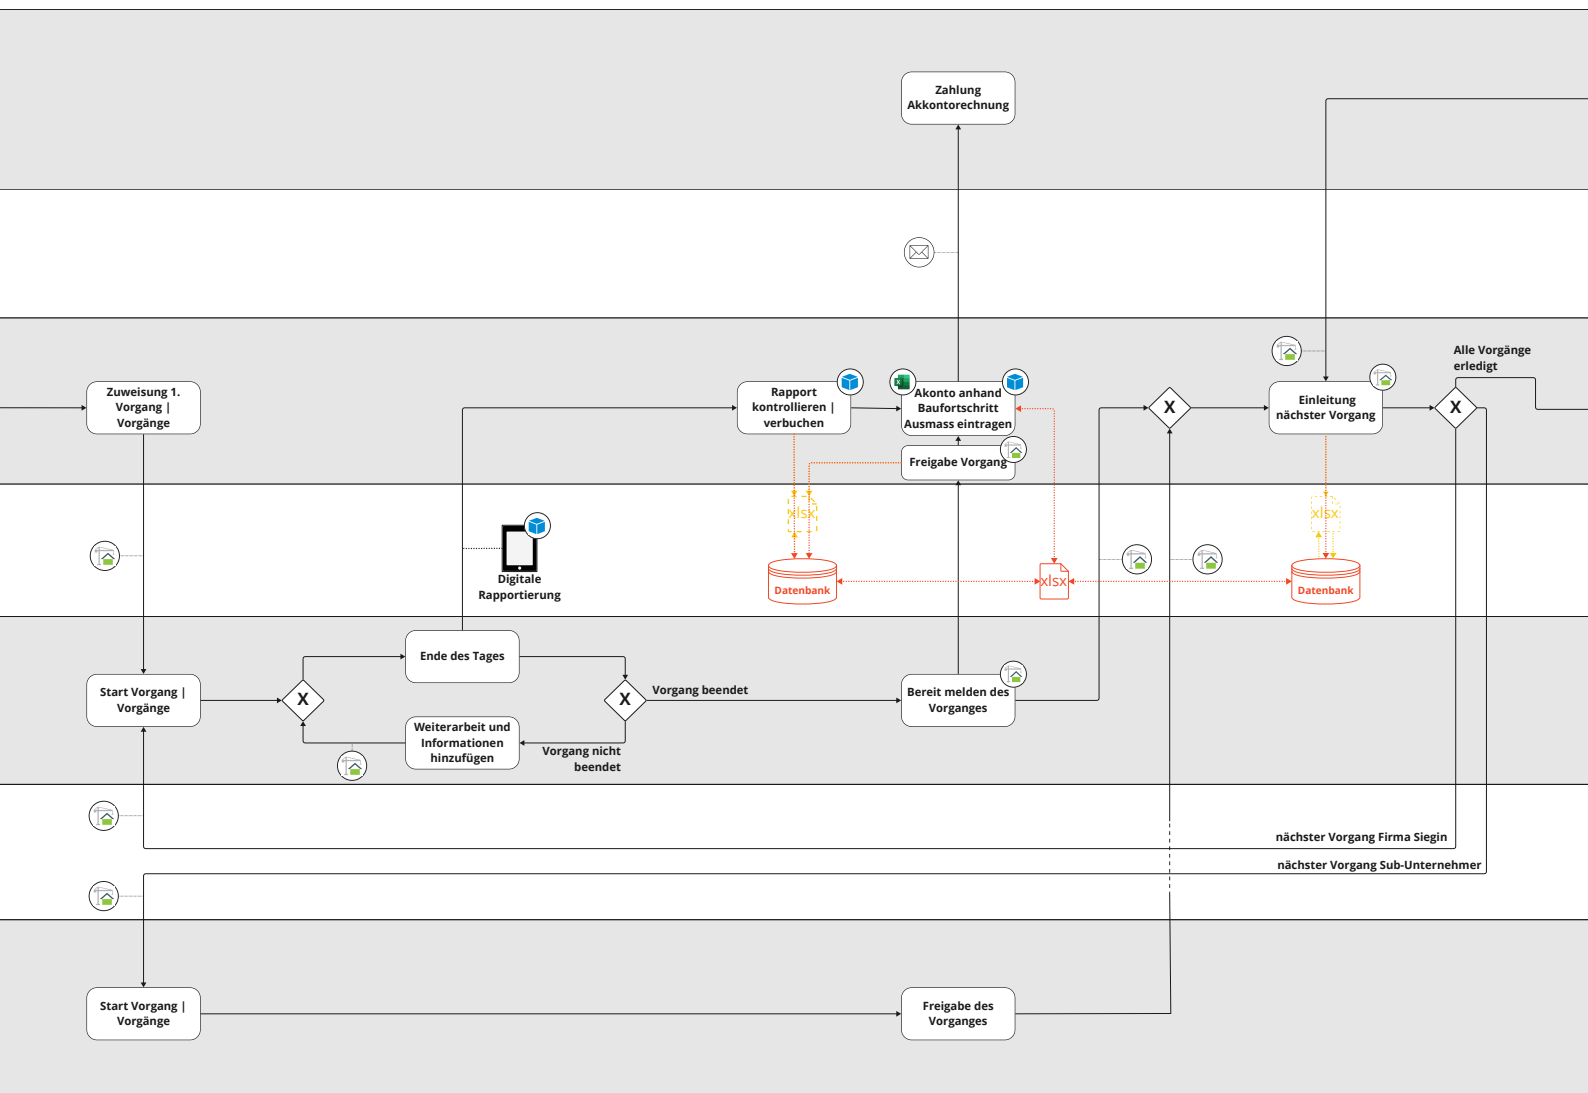 Zahlung
Akkontorechnung
Alle Vorgänge
erledigt
Zuweisung 1.
Vorgang |
Vorgänge
Rapport
kontrollieren |
verbuchen
Akonto anhand
Baufortschritt
Ausmass eintragen
X
Einleitung
nächster Vorgang
X
Freigabe Vorgang
xlsx
xlsx
Digitale
Rapportierung
Datenbank
xlsx
Datenbank
Ende des Tages
Start Vorgang |
Vorgänge
X
X
Vorgang beendet
Bereit melden des
Vorganges
Weiterarbeit und
Informationen
hinzufügen
Vorgang nicht
beendet
nächster Vorgang Firma Siegin
nächster Vorgang Sub-Unternehmer
Start Vorgang |
Vorgänge
Freigabe des
Vorganges